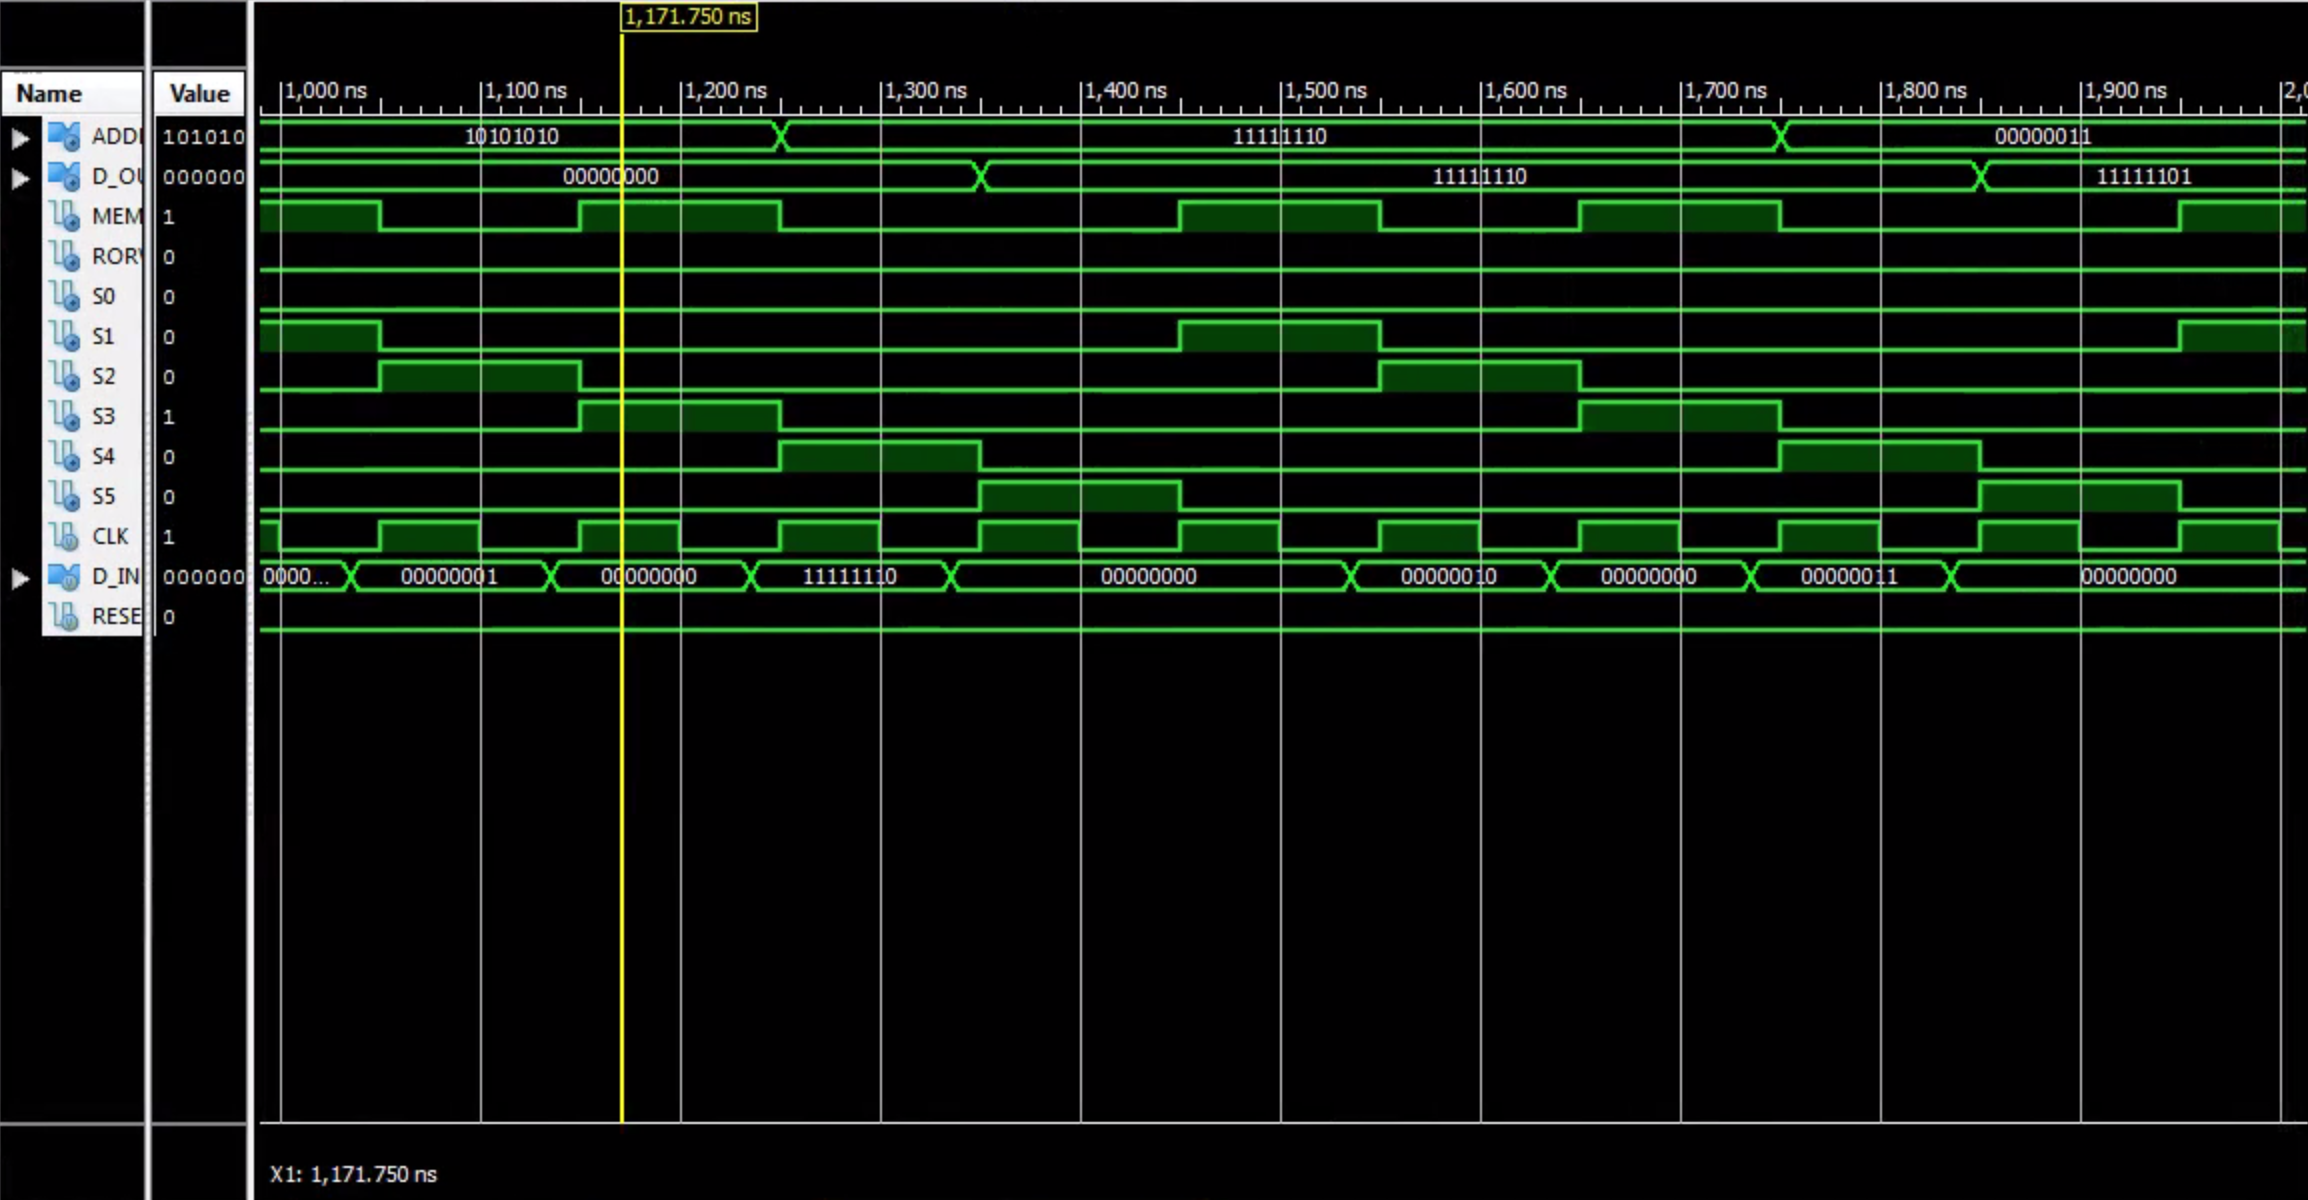 1,171.750 ns
Name Value 1,000 ns 1,100 ns 1,200 ns 1,300 ns 1,400 ns 1,500 ns 1,600 ns 1,700 ns 1,800 ns 1,900 ns 2,0
ADDI 101010 10101010 11111110 00000011
D_OU 000000 00000000 11111110 11111101
MEM 1
RORW 0
S0 0
S1 0
S2 0
S3 1
S4 0
S5 0
CLK 1
D_IN 000000 0000... 00000001 00000000 11111110 00000000 00000010 00000000 00000011 00000000
RESE 0
X1: 1,171.750 ns